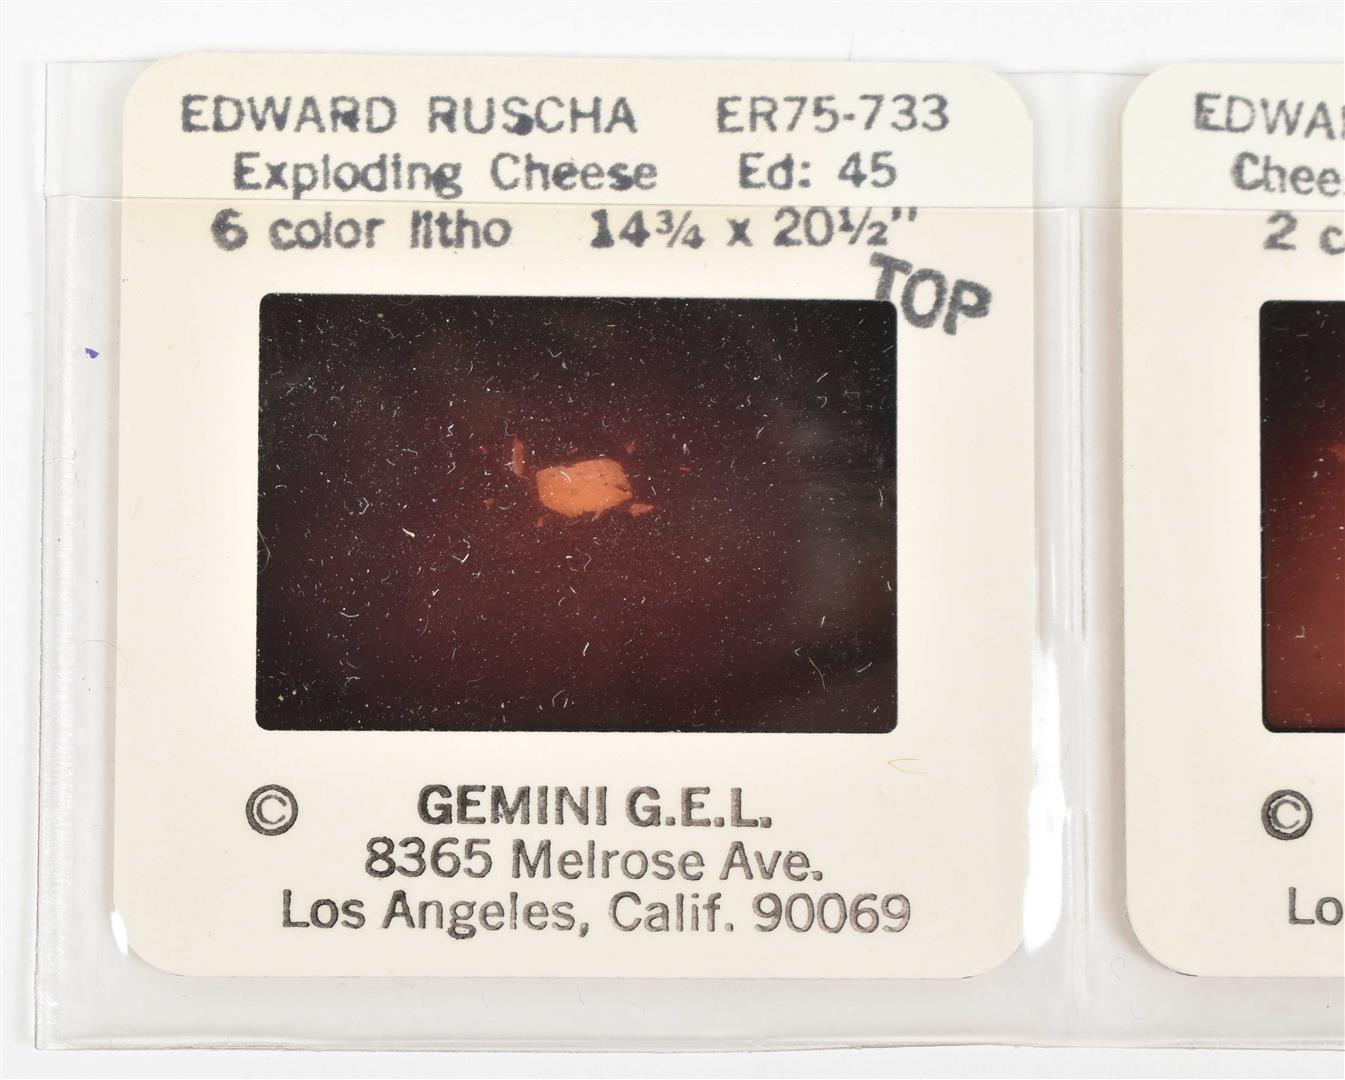 EDWARD RUSCHA ER75-733
Exploding Cheese Ed: 45
6 color litho 14¾ x 20½"
TOP
© GEMINI G.E.L.
8365 Melrose Ave.
Los Angeles, Calif. 90069
EDWA
Chee
2 c
©
Lo